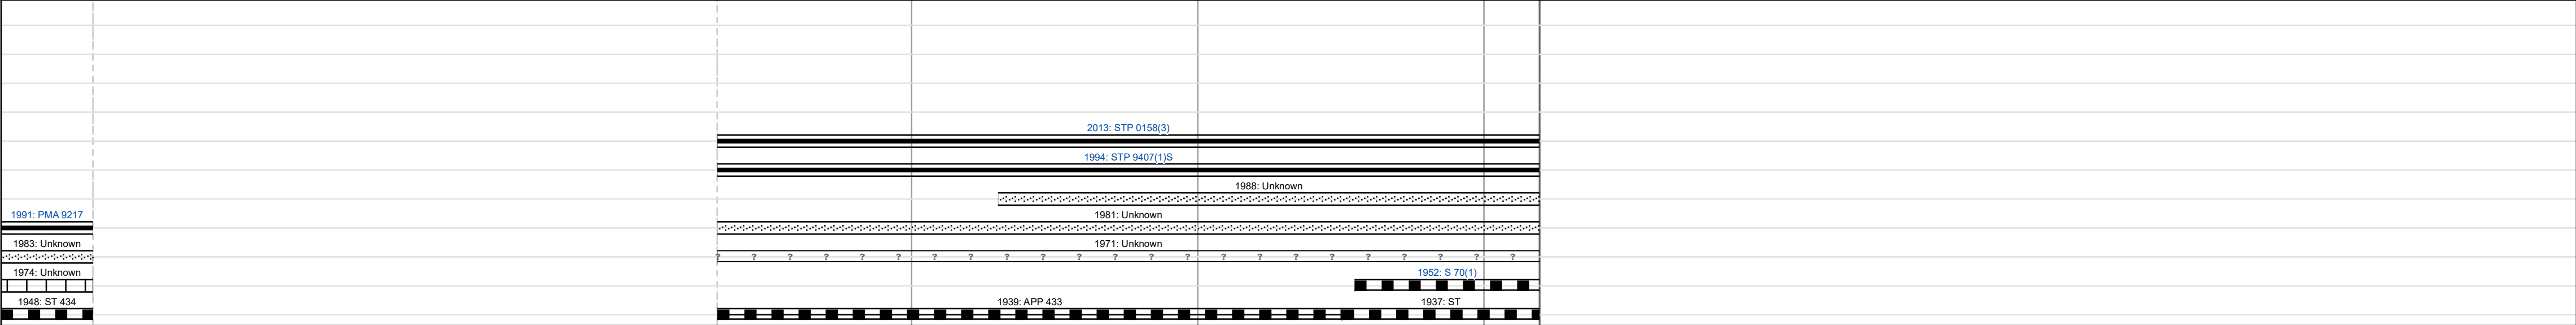 2013: STP 0158(3)
1994: STP 9407(1)S
1988: Unknown
1991: PMA 9217
1981: Unknown
1983: Unknown
1971: Unknown
? ? ? ? ? ? ? ? ? ? ? ? ? ? ? ? ? ? ? ? ? ? ?
1974: Unknown
1952: S 70(1)
1948: ST 434
1939: APP 433
1937: ST